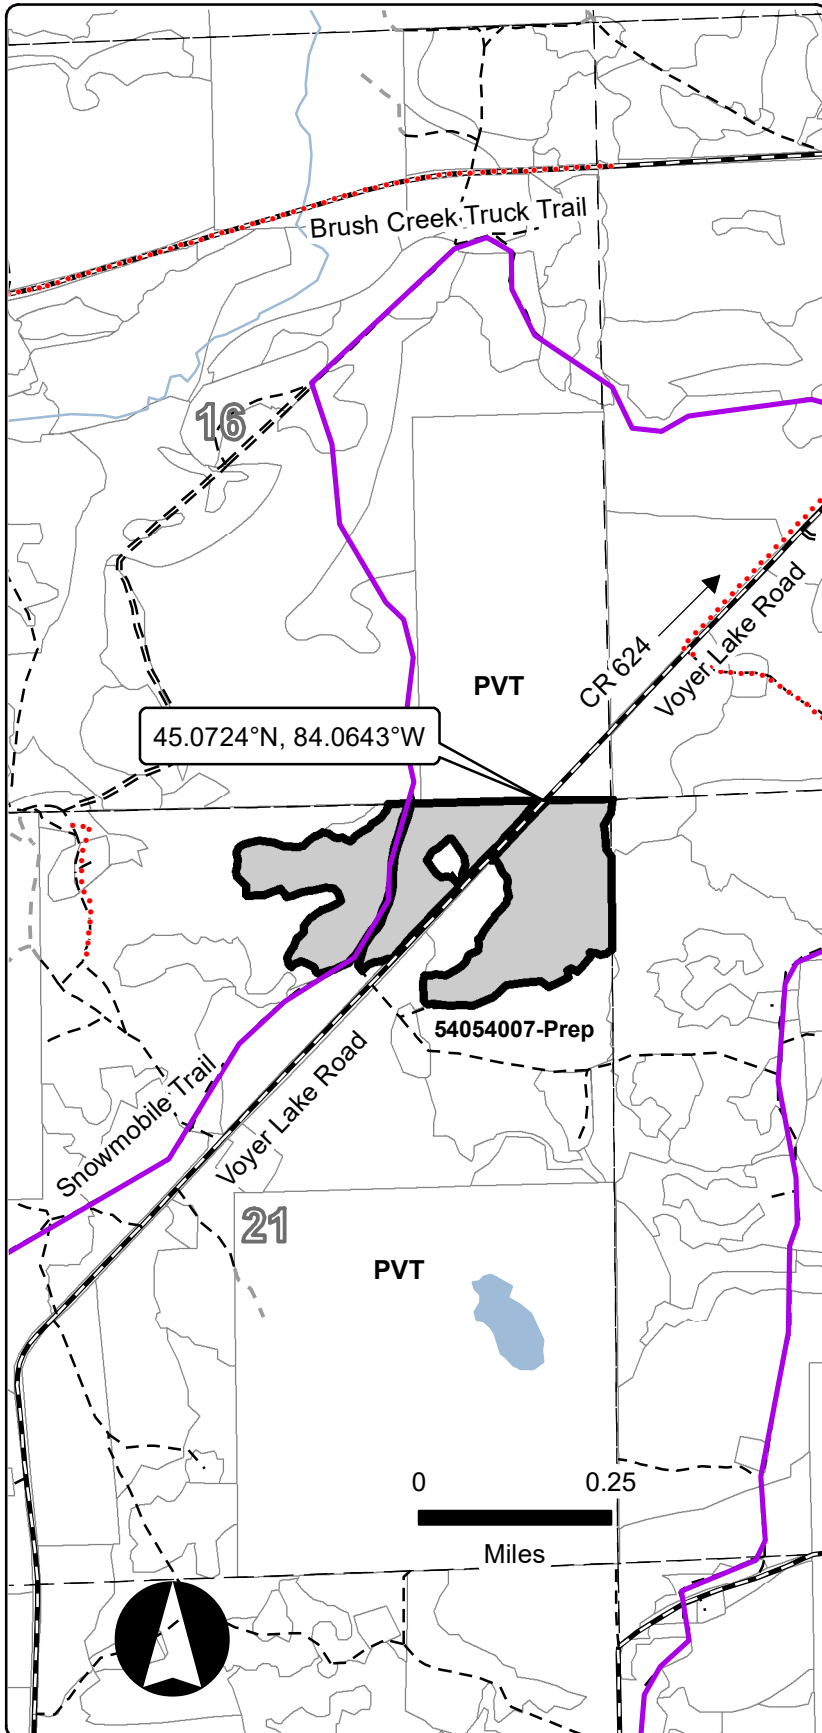 Brush Creek Truck Trail
16
PVT
CR 624
Voyer Lake Road
45.0724°N, 84.0643°W
54054007-Prep
Snowmobile Trail
Voyer Lake Road
21
PVT
0 0.25
Miles